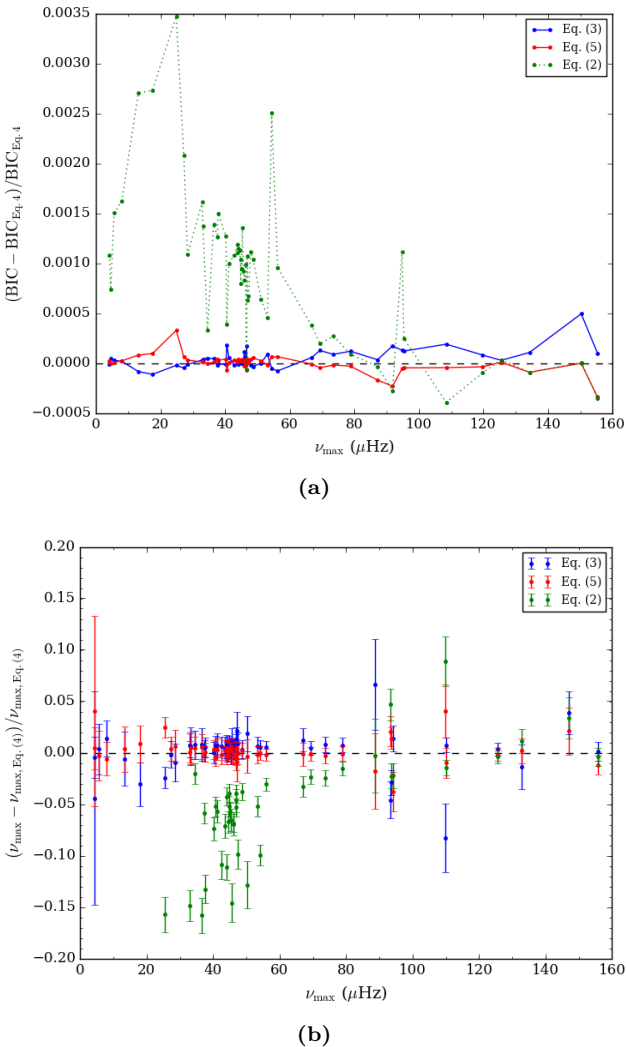 0.0035
0.0030
0.0025
0.0020
0.0015
0.0010
0.0005
0.0000
−0.0005
(BIC − BIC_Eq. 4)/BIC_Eq. 4
Eq. (3)
Eq. (5)
Eq. (2)
0 20 40 60 80 100 120 140 160
ν_max (μHz)
(a)
0.20
0.15
0.10
0.05
0.00
−0.05
−0.10
−0.15
−0.20
(ν_max − ν_max, Eq. (4))/ν_max, Eq. (4)
Eq. (3)
Eq. (5)
Eq. (2)
0 20 40 60 80 100 120 140 160
ν_max (μHz)
(b)